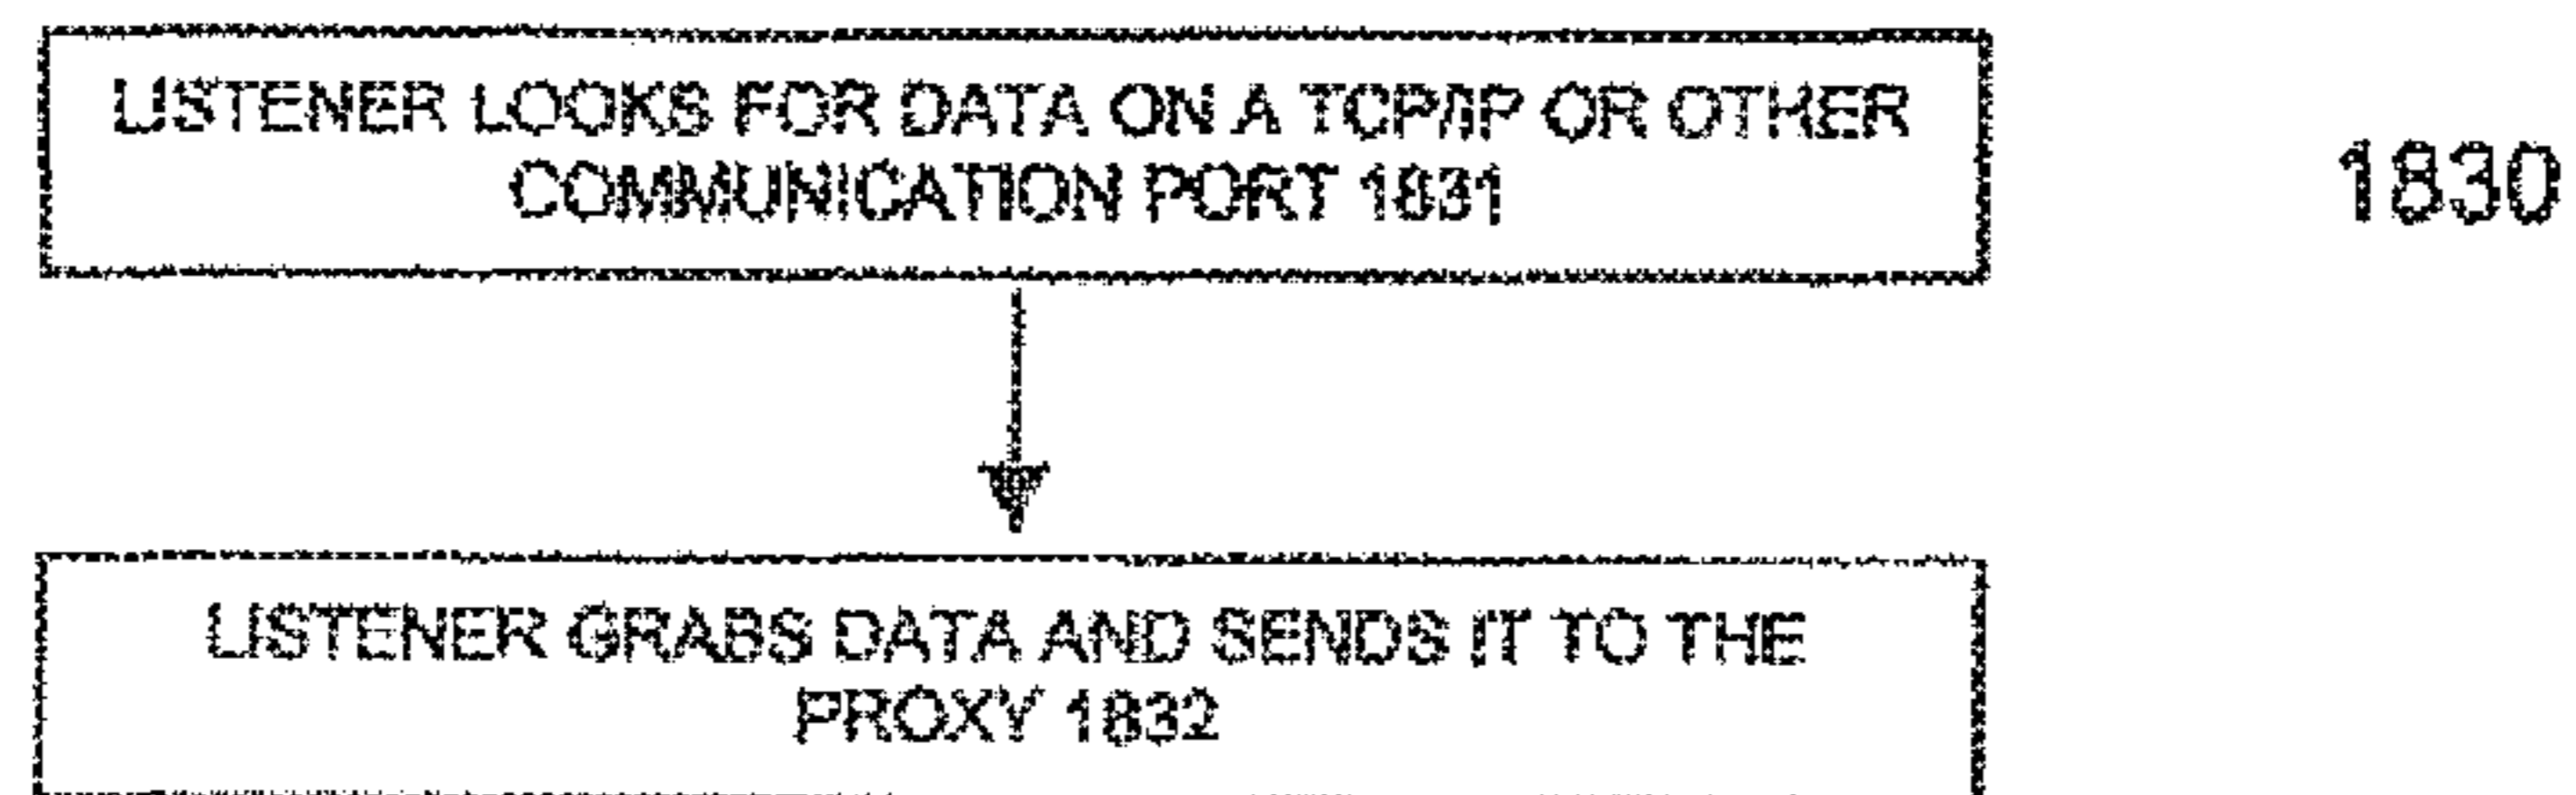 LISTENER LOOKS FOR DATA ON A TCP/IP OR OTHER
COMMUNICATION PORT 1831
1830
LISTENER GRABS DATA AND SENDS IT TO THE
PROXY 1832